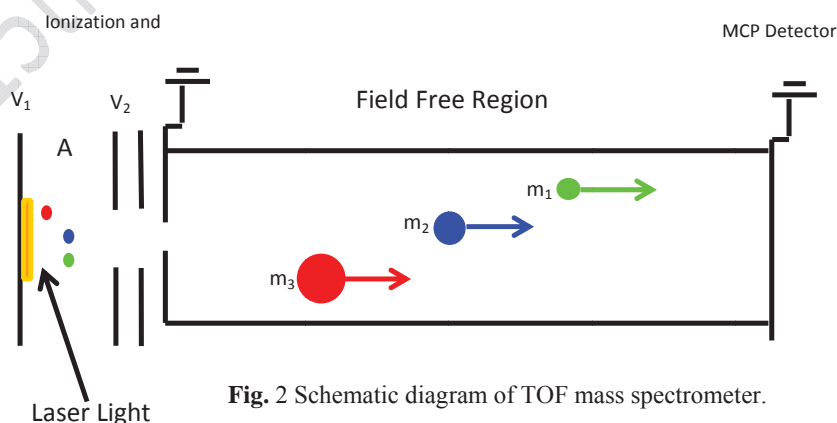 Ionization and
MCP Detector
V₁
V₂
Field Free Region
A
m₁
m₂
m₃
Fig. 2 Schematic diagram of TOF mass spectrometer.
Laser Light